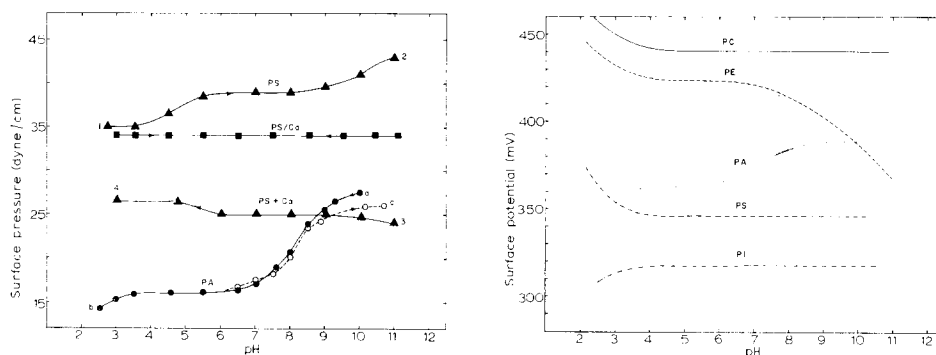 45
35
25
15
Surface pressure (dyne/cm)
2 3 4 5 6 7 8 9 10 11 12
pH
PS
1
2
PS/Ca
4
PS + Ca
3
PA
a
b
c
450
400
350
300
Surface potential (mV)
1 2 3 4 5 6 7 8 9 10 11 12
pH
PC
PE
PA
PS
PI